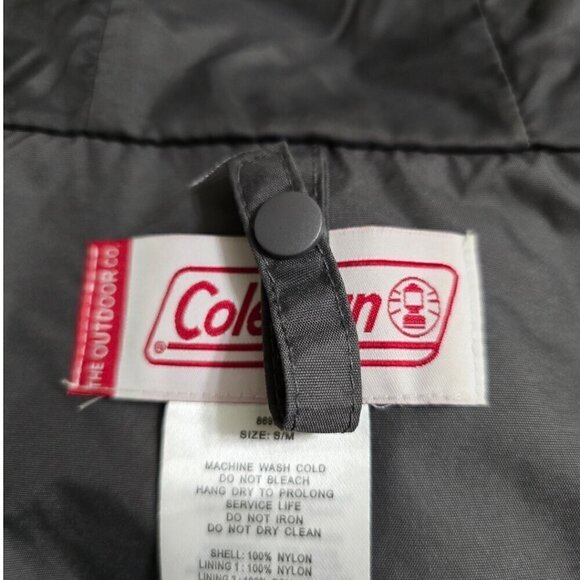 THE OUTDOOR CO
SIZE: S/M
MACHINE WASH COLD
DO NOT BLEACH
HANG DRY TO PROLONG
SERVICE LIFE
DO NOT IRON
DO NOT DRY CLEAN
SHELL: 100% NYLON
LINING 1: 100% NYLON